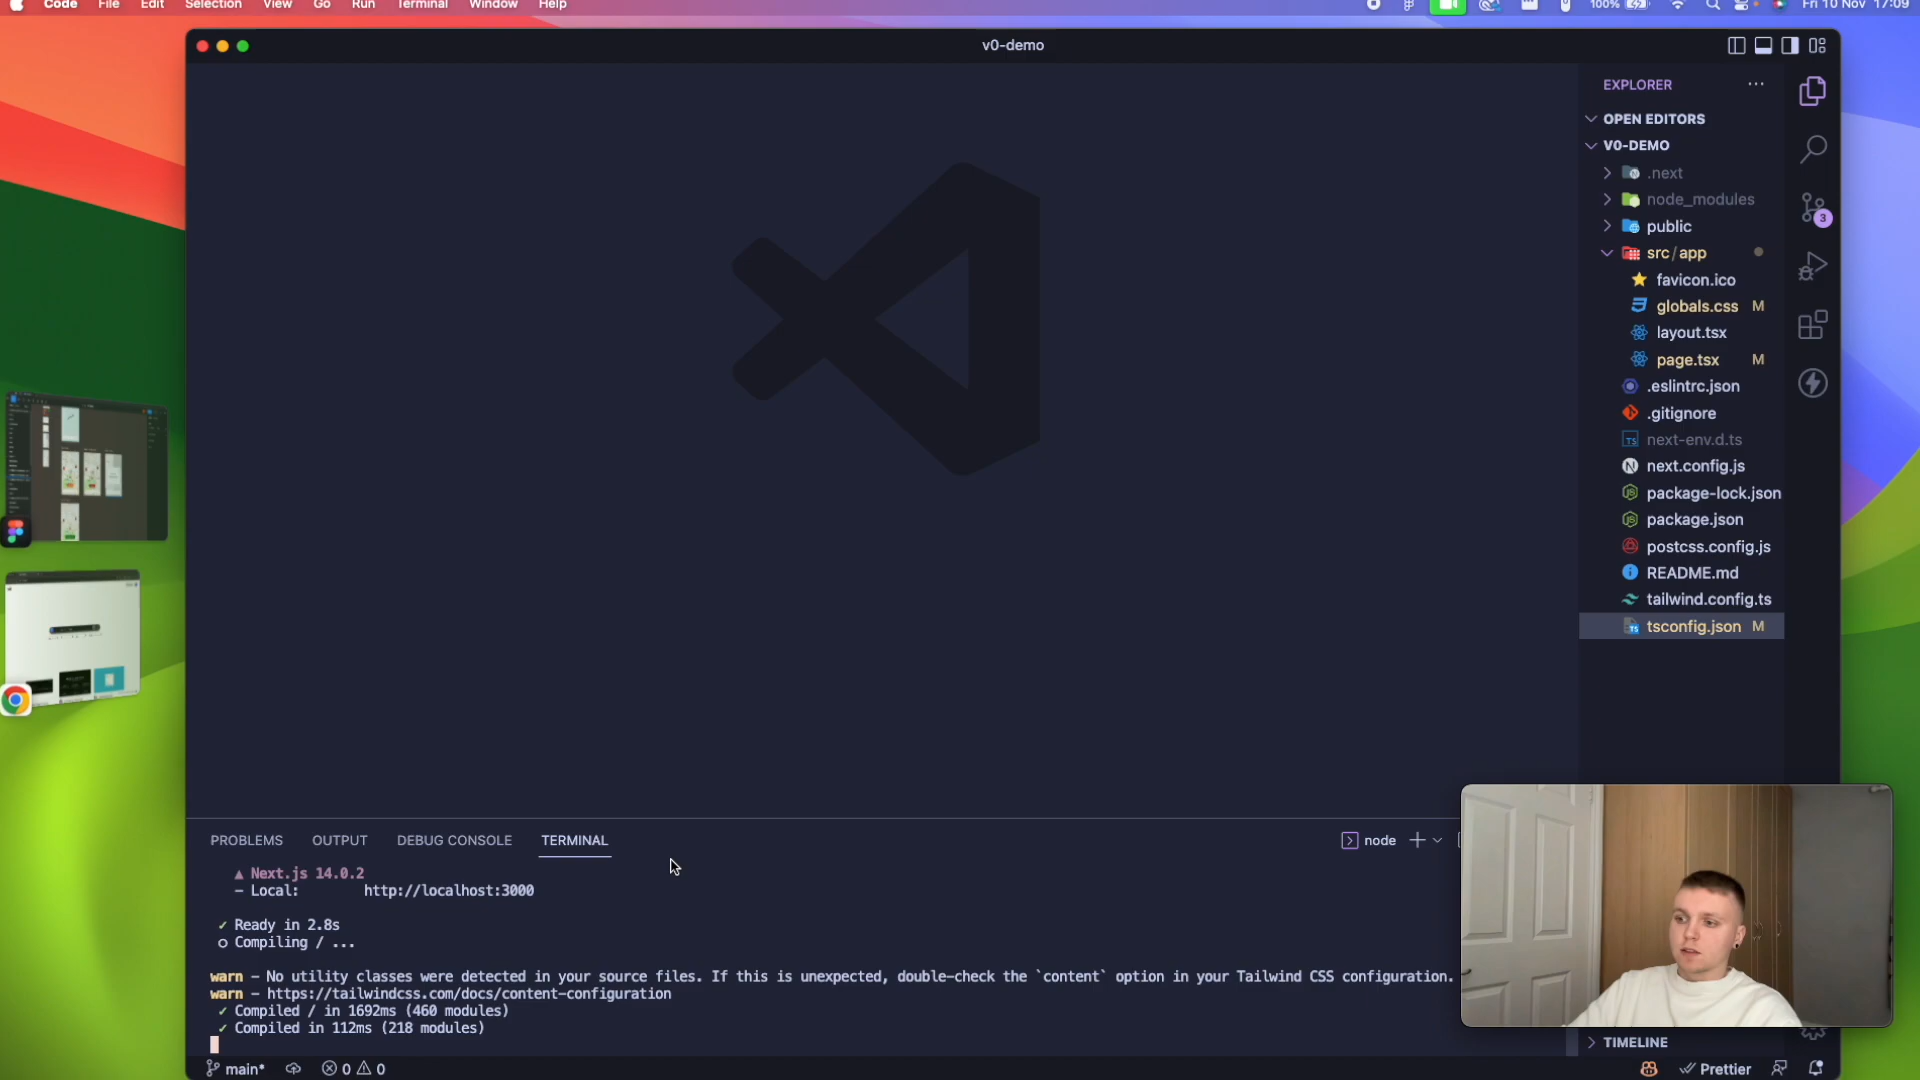 Code File Edit Selection View Go Run Terminal Window Help
100% Fri 10 Nov 17:09
v0-demo
EXPLORER
OPEN EDITORS
V0-DEMO
.next
node_modules
public
src/app
favicon.ico
globals.css M
layout.tsx
page.tsx M
.eslintrc.json
.gitignore
next-env.d.ts
next.config.js
package-lock.json
package.json
postcss.config.js
README.md
tailwind.config.ts
tsconfig.json M
3
PROBLEMS OUTPUT DEBUG CONSOLE TERMINAL
node
▲ Next.js 14.0.2
- Local: http://localhost:3000
✓ Ready in 2.8s
○ Compiling / ...
warn - No utility classes were detected in your source files. If this is unexpected, double-check the `content` option in your Tailwind CSS configuration.
warn - https://tailwindcss.com/docs/content-configuration
✓ Compiled / in 1692ms (460 modules)
✓ Compiled in 112ms (218 modules)
TIMELINE
main* 0 0 Prettier